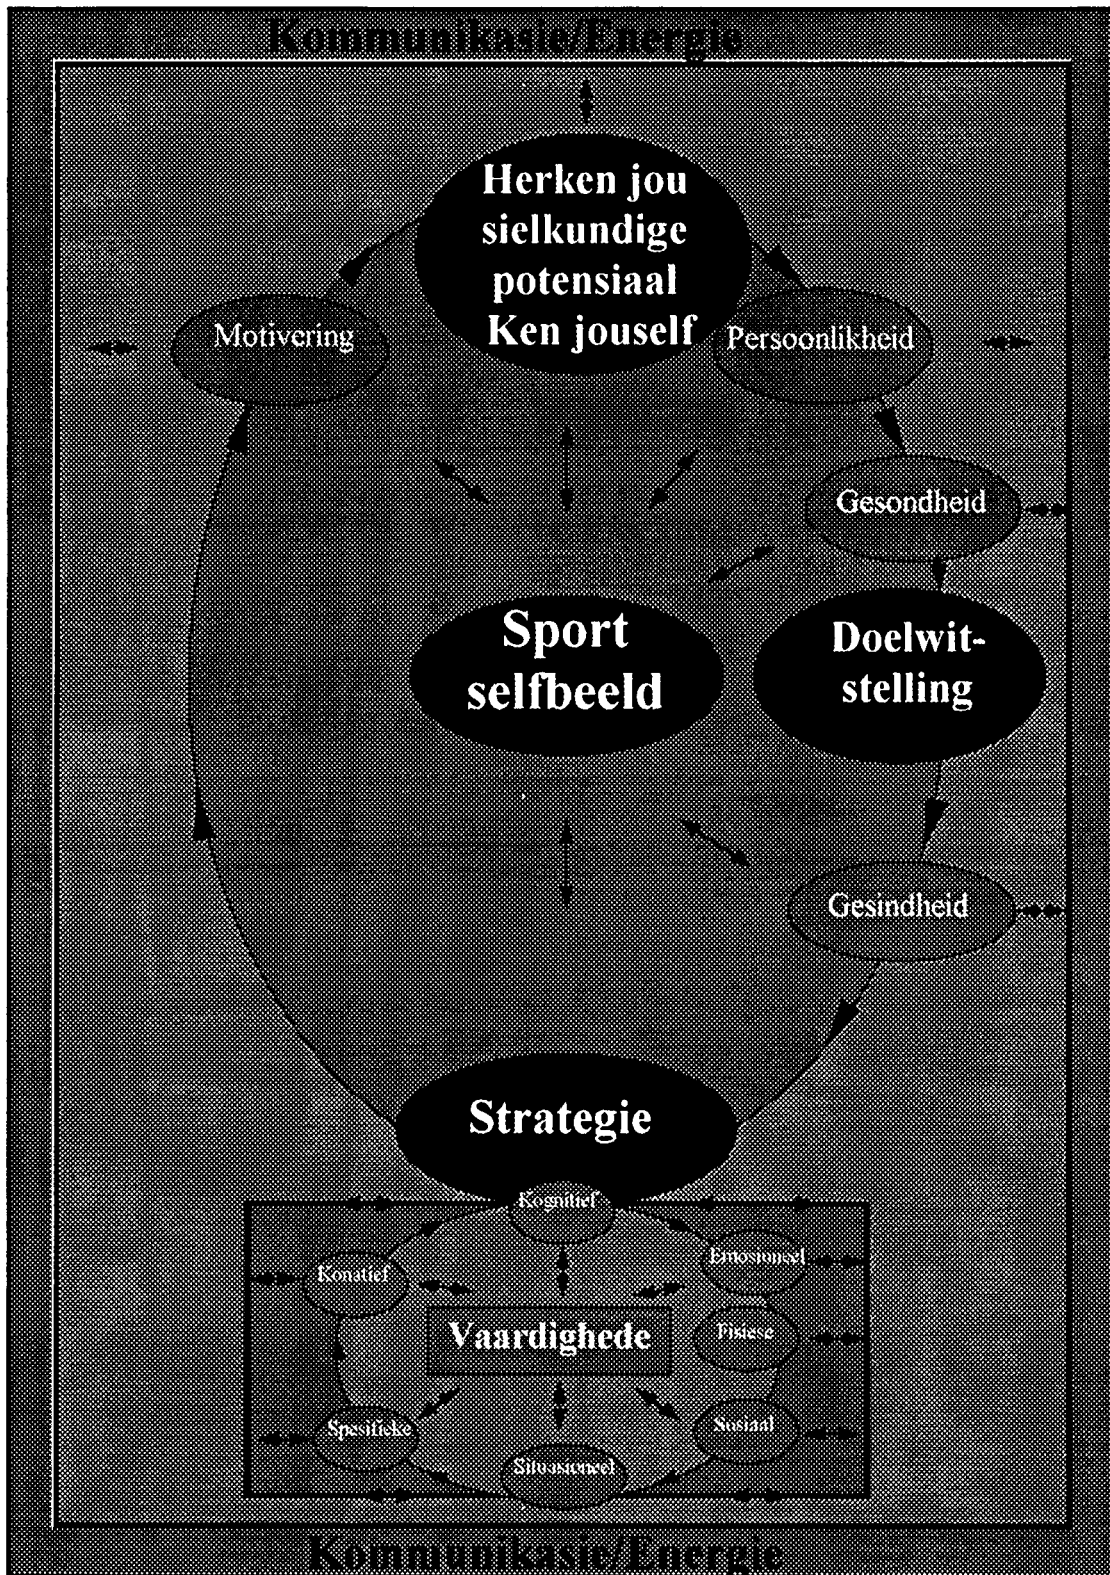 Kommunikasie/Energie
Herken jou
sielkundige
potensiaal
Ken jouself
Motivering
Persoonlikheid
Gesondheid
Sport
selfbeeld
Doelwit-
stelling
Gesindheid
Strategie
Kognitief
Konatief
Emosioneel
Vaardighede
Fisiese
Spesifieke
Sosiaal
Situasioneel
Kommunikasie/Energie